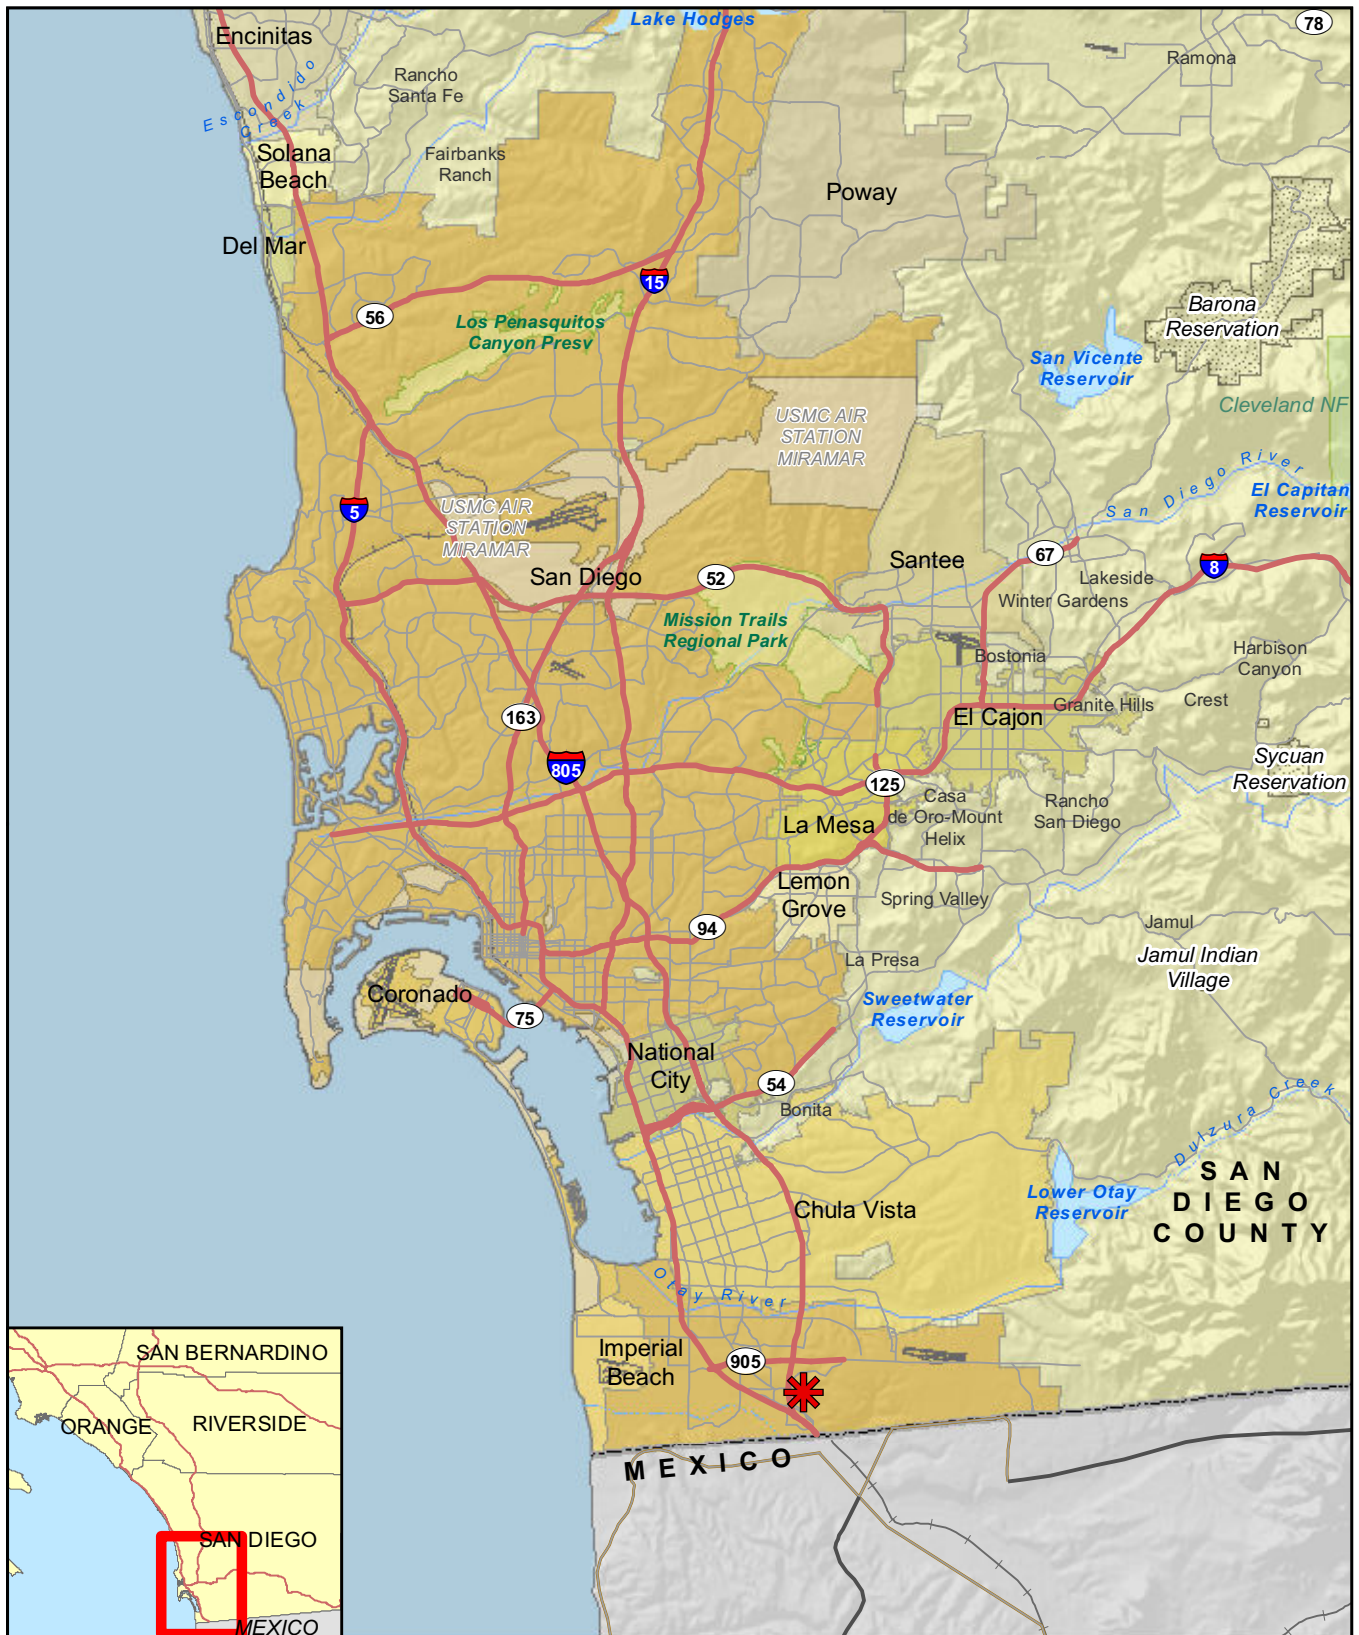 Lake Hodges
78
Encinitas
Ramona
Rancho
Santa Fe
Escondido
Creek
Solana
Beach
Fairbanks
Ranch
Poway
Del Mar
15
Barona
Reservation
56
Los Penasquitos
Canyon Presv
San Vicente
Reservoir
Cleveland NF
USMC AIR
STATION
MIRAMAR
San Diego River
El Capitan
Reservoir
5
USMC AIR
STATION
MIRAMAR
Santee
67
8
San Diego
52
Lakeside
Winter Gardens
Mission Trails
Regional Park
Bostonia
Harbison
Canyon
163
El Cajon
Granite Hills
Crest
805
Sycuan
Reservation
125
Casa
de Oro-Mount
Helix
Rancho
San Diego
La Mesa
Lemon
Grove
Spring Valley
94
Jamul
La Presa
Jamul Indian
Village
Coronado
75
Sweetwater
Reservoir
National
City
54
Bonita
Dulzura Creek
SAN
DIEGO
COUNTY
Lower Otay
Reservoir
Chula Vista
Otay River
Imperial
Beach
905
MEXICO
SAN BERNARDINO
ORANGE
RIVERSIDE
SAN DIEGO
MEXICO